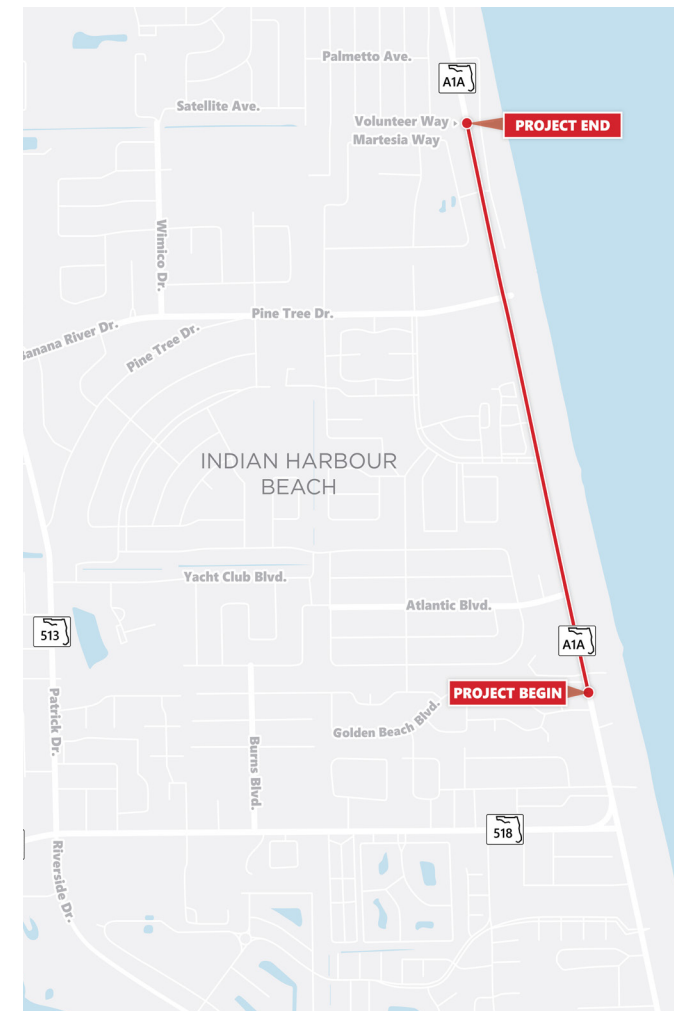 Palmetto Ave.
A1A
Satellite Ave.
Volunteer Way
PROJECT END
Martesia Way
Wimico Dr.
Pine Tree Dr.
Banana River Dr.
Pine Tree Dr.
INDIAN HARBOUR
BEACH
Yacht Club Blvd.
Atlantic Blvd.
513
A1A
PROJECT BEGIN
Patrick Dr.
Golden Beach Blvd.
Burns Blvd.
518
Riverside Dr.